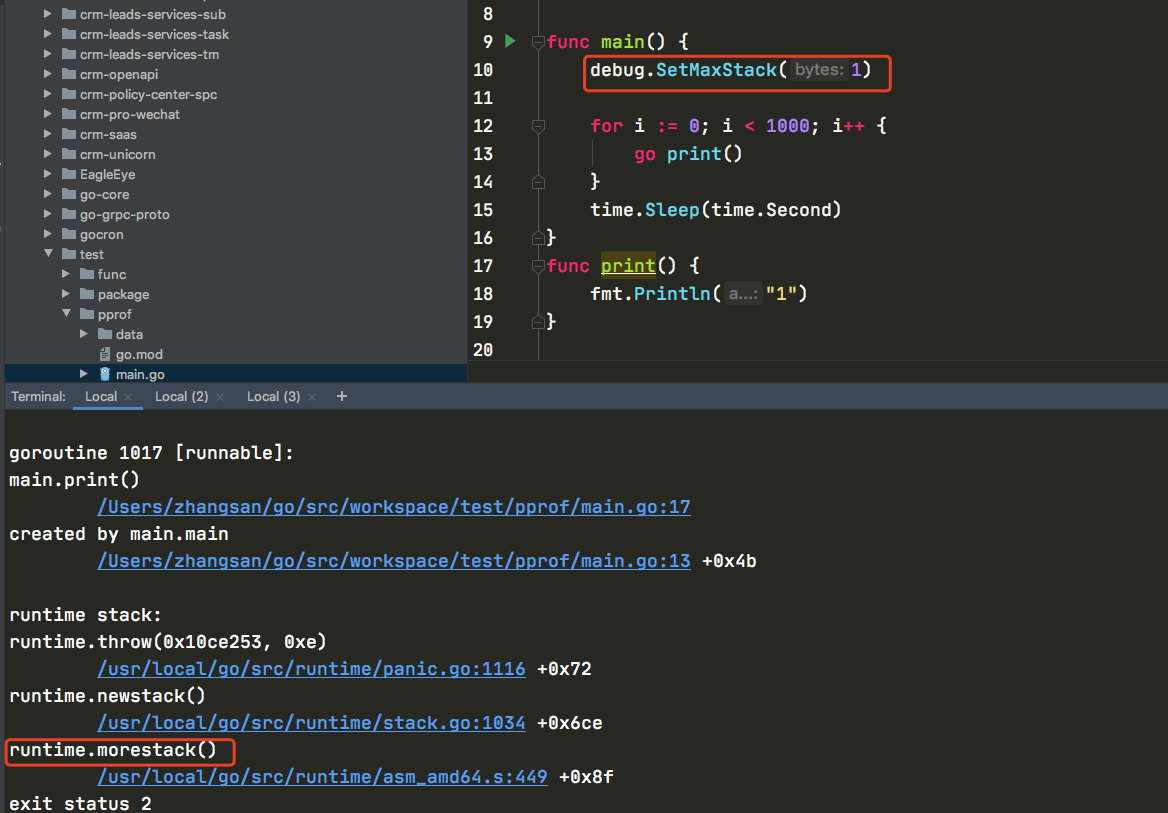 crm-leads-services-sub
crm-leads-services-task
crm-leads-services-tm
crm-openapi
crm-policy-center-spc
crm-pro-wechat
crm-saas
crm-unicorn
EagleEye
go-core
go-grpc-proto
gocron
test
func
package
pprof
data
go.mod
main.go
8
9 func main() {
10 debug.SetMaxStack( bytes: 1)
11
12 for i := 0; i < 1000; i++ {
13 go print()
14 }
15 time.Sleep(time.Second)
16 }
17 func print() {
18 fmt.Println( a...: "1")
19 }
20
Terminal: Local × Local (2) × Local (3) × +
goroutine 1017 [runnable]:
main.print()
/Users/zhangsan/go/src/workspace/test/pprof/main.go:17
created by main.main
/Users/zhangsan/go/src/workspace/test/pprof/main.go:13 +0x4b
runtime stack:
runtime.throw(0x10ce253, 0xe)
/usr/local/go/src/runtime/panic.go:1116 +0x72
runtime.newstack()
/usr/local/go/src/runtime/stack.go:1034 +0x6ce
runtime.morestack()
/usr/local/go/src/runtime/asm_amd64.s:449 +0x8f
exit status 2